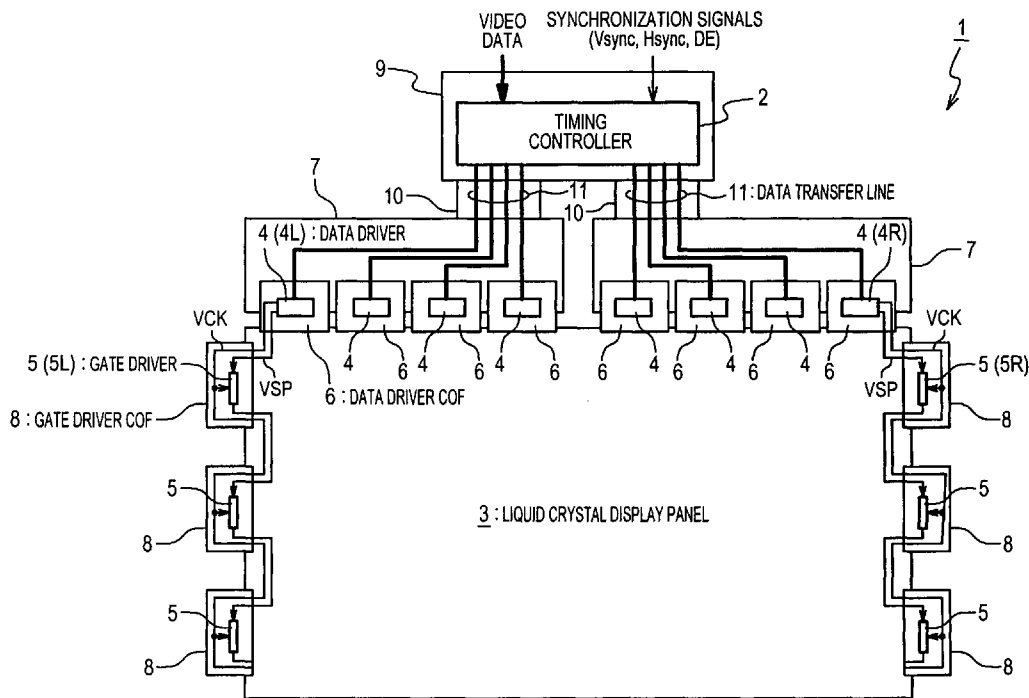 VIDEO DATA
SYNCHRONIZATION SIGNALS
(Vsync, Hsync, DE)
1
9
2
TIMING
CONTROLLER
7
10
11
10
11 : DATA TRANSFER LINE
4 (4L) : DATA DRIVER
4 (4R)
7
VCK
4
4
4
4
4
4
VCK
5 (5L) : GATE DRIVER
VSP
6
6
6
6
6
6
6
VSP
5 (5R)
6 : DATA DRIVER COF
8 : GATE DRIVER COF
8
5
5
3 : LIQUID CRYSTAL DISPLAY PANEL
8
8
5
5
8
8